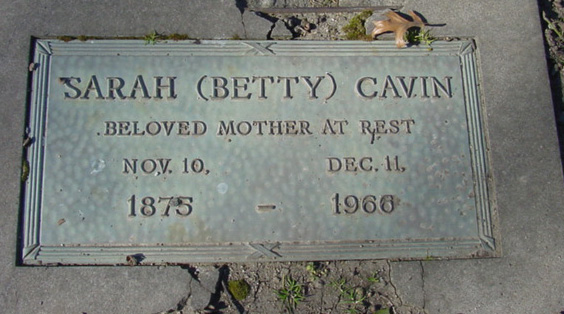 SARAH (BETTY) CAVIN
BELOVED MOTHER AT REST
NOV. 10, DEC. 11,
1875 - 1966